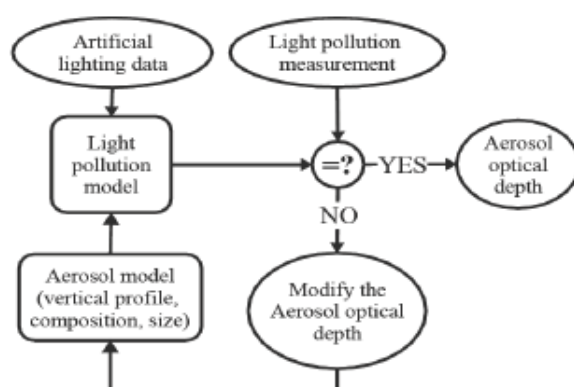 Artificial
lighting data
Light pollution
measurement
Light
pollution
model
=?
YES
Aerosol
optical
depth
NO
Aerosol model
(vertical profile,
composition, size)
Modify the
Aerosol optical
depth